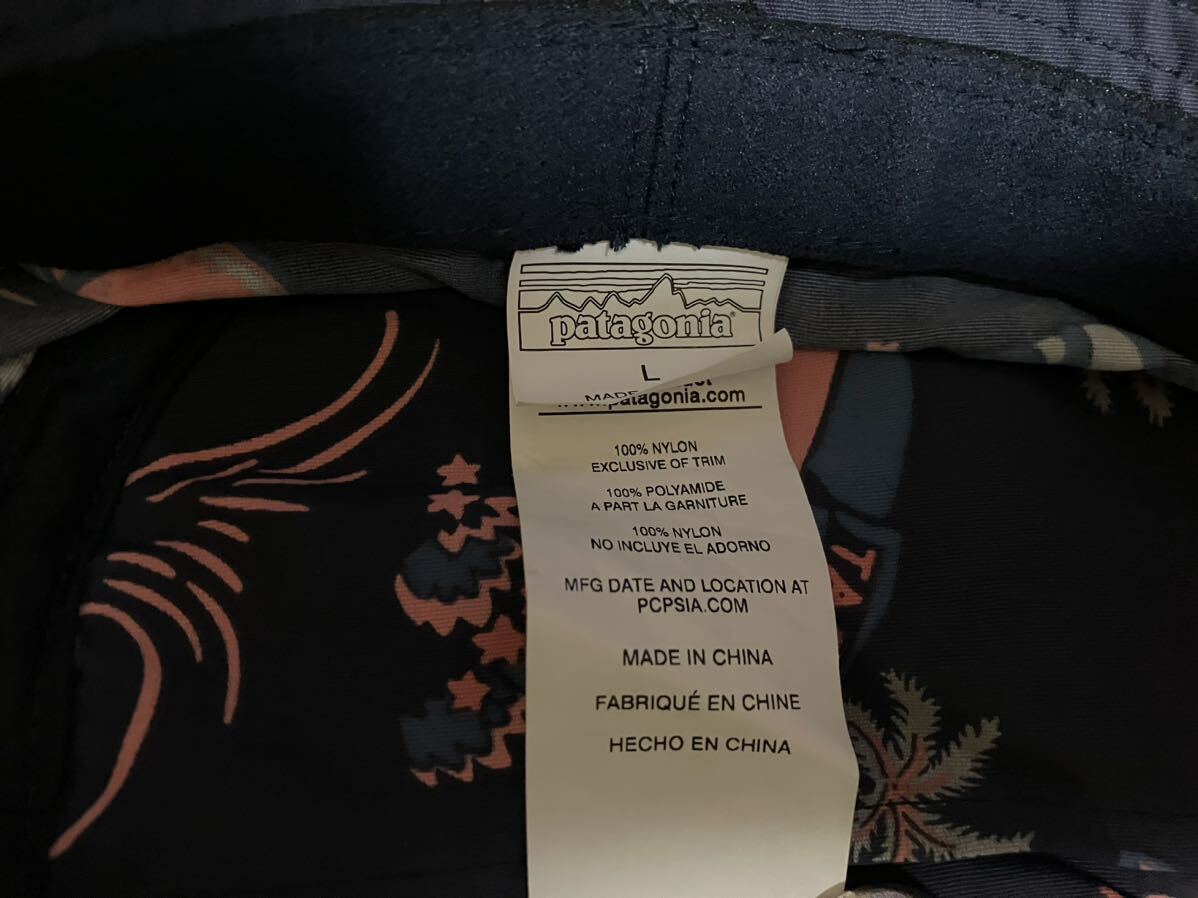 patagonia®
L
MADE
www.patagonia.com
100% NYLON
EXCLUSIVE OF TRIM
100% POLYAMIDE
A PART LA GARNITURE
100% NYLON
NO INCLUYE EL ADORNO
MFG DATE AND LOCATION AT
PCPSIA.COM
MADE IN CHINA
FABRIQUÉ EN CHINE
HECHO EN CHINA